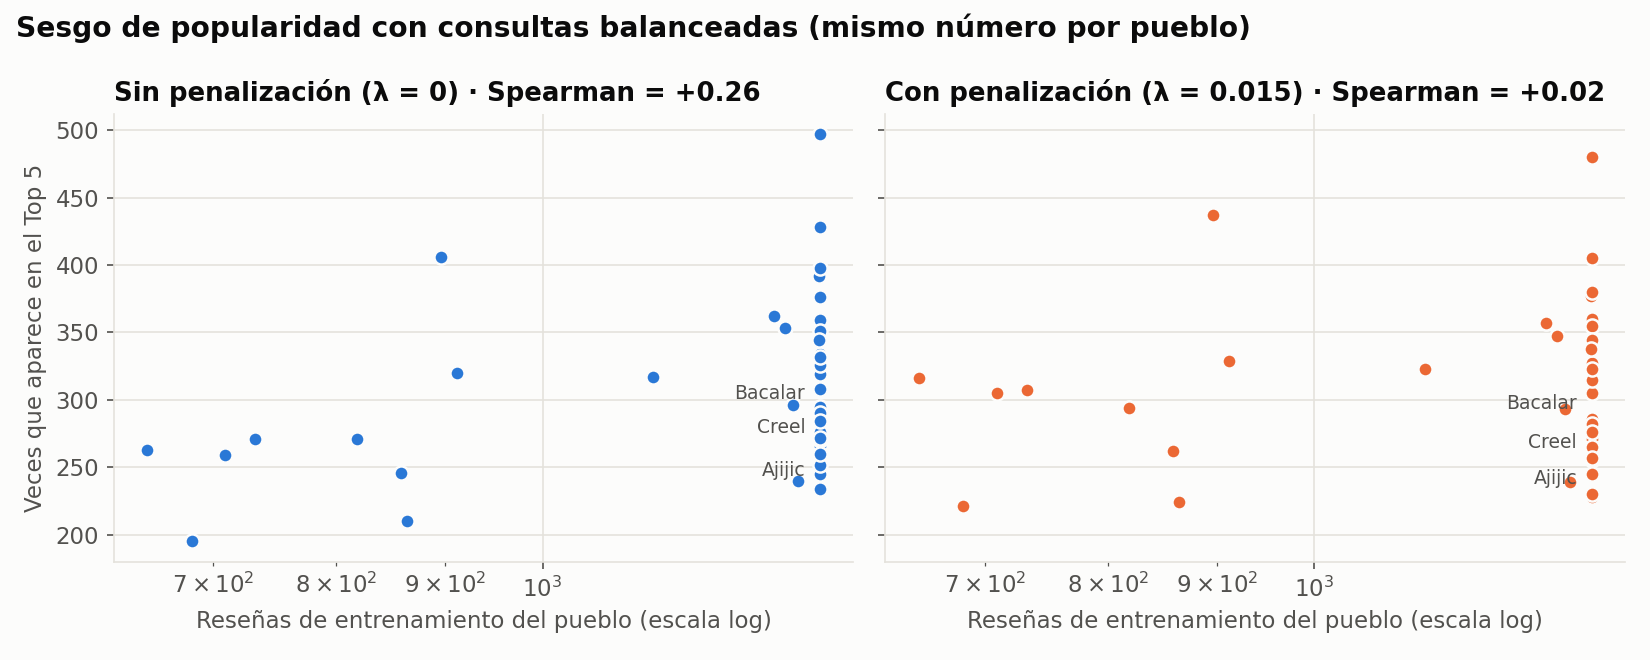 Sesgo de popularidad con consultas balanceadas (mismo número por pueblo)
Sin penalización (λ = 0) · Spearman = +0.26
Con penalización (λ = 0.015) · Spearman = +0.02
Veces que aparece en el Top 5
500
450
400
350
300
250
200
Bacalar
Creel
Ajijic
Bacalar
Creel
Ajijic
7 × 10²
8 × 10²
9 × 10²
10³
7 × 10²
8 × 10²
9 × 10²
10³
Reseñas de entrenamiento del pueblo (escala log)
Reseñas de entrenamiento del pueblo (escala log)